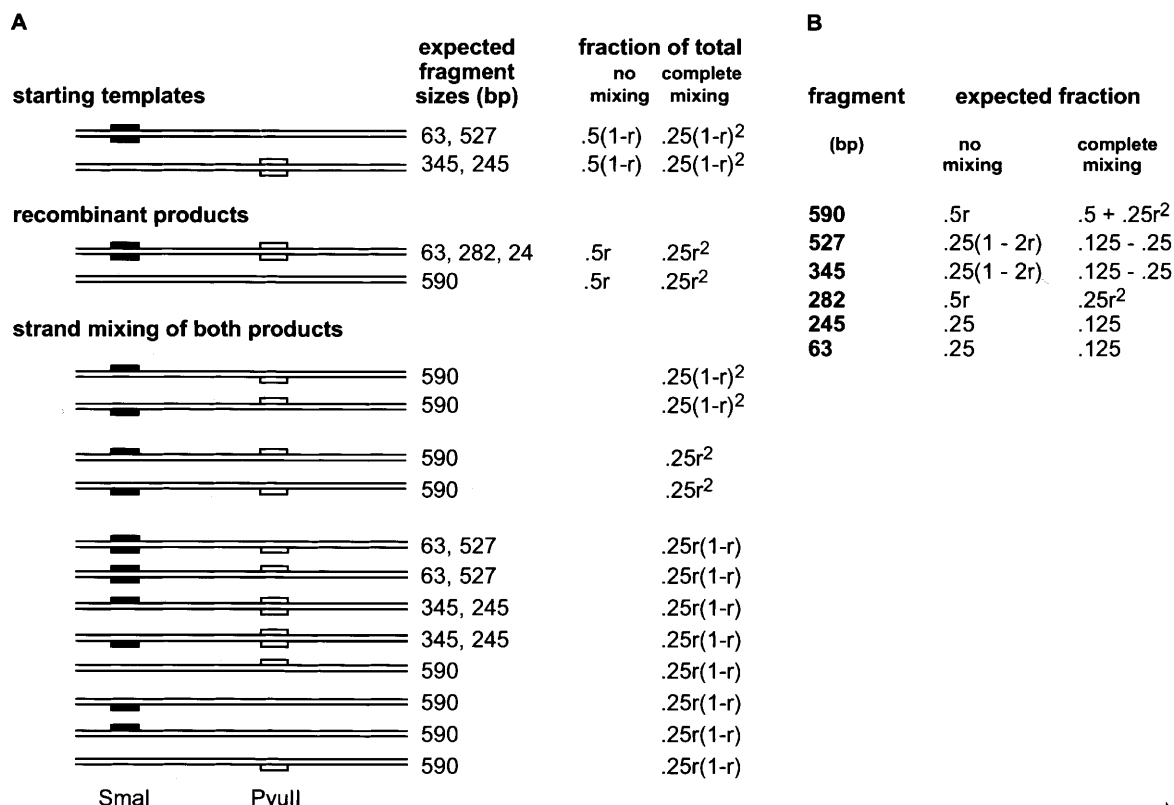 A
expected fragment sizes (bp)
fraction of total
no mixing
complete mixing
starting templates
63, 527 .5(1-r) .25(1-r)2
345, 245 .5(1-r) .25(1-r)2
recombinant products
63, 282, 24 .5r .25r2
590 .5r .25r2
strand mixing of both products
590 .25(1-r)2
590 .25(1-r)2
590 .25r2
590 .25r2
63, 527 .25r(1-r)
63, 527 .25r(1-r)
345, 245 .25r(1-r)
345, 245 .25r(1-r)
590 .25r(1-r)
590 .25r(1-r)
590 .25r(1-r)
590 .25r(1-r)
SmaI PvuII
B
fragment expected fraction
(bp) no mixing complete mixing
590 .5r .5 + .25r2
527 .25(1 - 2r) .125 - .25
345 .25(1 - 2r) .125 - .25
282 .5r .25r2
245 .25 .125
63 .25 .125